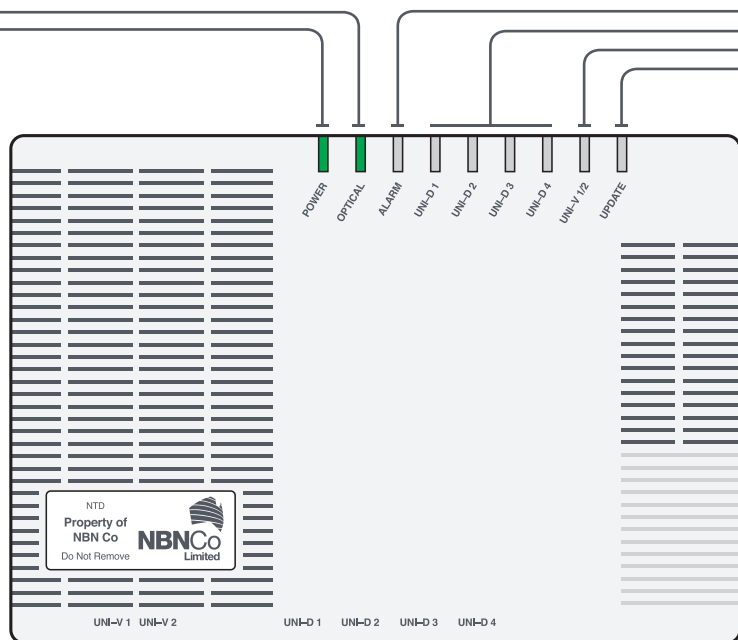 POWER
OPTICAL
ALARM
UNI–D 1
UNI–D 2
UNI–D 3
UNI–D 4
UNI–V 1/2
UPDATE
NTD
Property of
NBN Co
Do Not Remove
NBNCo
Limited
UNI–V 1 UNI–V 2 UNI–D 1 UNI–D 2 UNI–D 3 UNI–D 4